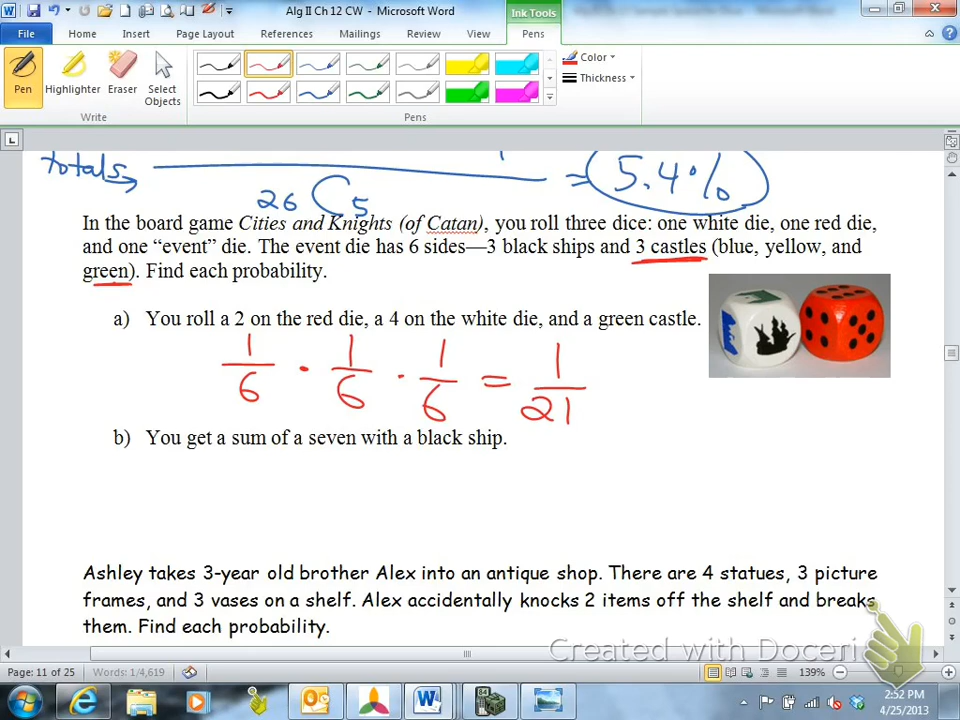 Alg II Ch 12 CW - Microsoft Word
Ink Tools
File Home Insert Page Layout References Mailings Review View Pens
Pen Highlighter Eraser Select Objects
Color
Thickness
Write Pens
totals 26 C 5 = 5.4%
In the board game Cities and Knights (of Catan), you roll three dice: one white die, one red die,
and one “event” die. The event die has 6 sides—3 black ships and 3 castles (blue, yellow, and
green). Find each probability.
a) You roll a 2 on the red die, a 4 on the white die, and a green castle.
1/6 · 1/6 · 1/6 = 1/21
b) You get a sum of a seven with a black ship.
Ashley takes 3-year old brother Alex into an antique shop. There are 4 statues, 3 picture
frames, and 3 vases on a shelf. Alex accidentally knocks 2 items off the shelf and breaks
them. Find each probability.
Created with Doceri
Page: 11 of 25 Words: 1/4,619 139%
2:52 PM
4/25/2013